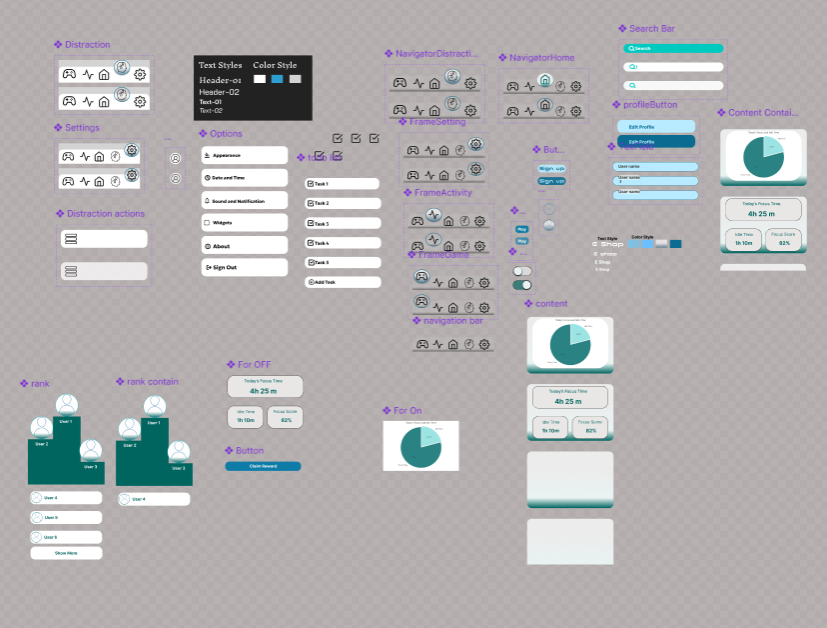 Search Bar
Search
Distraction
NavigatorDistracti...
NavigatorHome
Text Styles Color Style
Header-01
Header-02
Text-01
Text-02
profileButton
Edit Profile
Edit Profile
Content Contai...
Settings
Options
FrameSetting
Appearance
Date and Time
Sound and Notification
Widgets
About
Sign Out
Task 1
Task 2
Task 3
Task 4
Task 5
Add Task
But...
Sign up
Sign up
User name
User name
User name
FrameActivity
Distraction actions
Play
Play
Text Style Color Style
E Shop
E Shop
E Shop
E Shop
Today's Focus Time
4h 25 m
Idle Time
1h 10m
Focus Score
82%
FrameGame
navigation bar
content
Today's Focus Time
4h 25 m
Idle Time
1h 10m
Focus Score
82%
rank
User 1
User 2
User 3
User 4
User 5
User 6
Show More
rank contain
User 1
User 2
User 3
User 4
For OFF
Today's Focus Time
4h 25 m
Idle Time
1h 10m
Focus Score
82%
Button
Claim Reward
For On